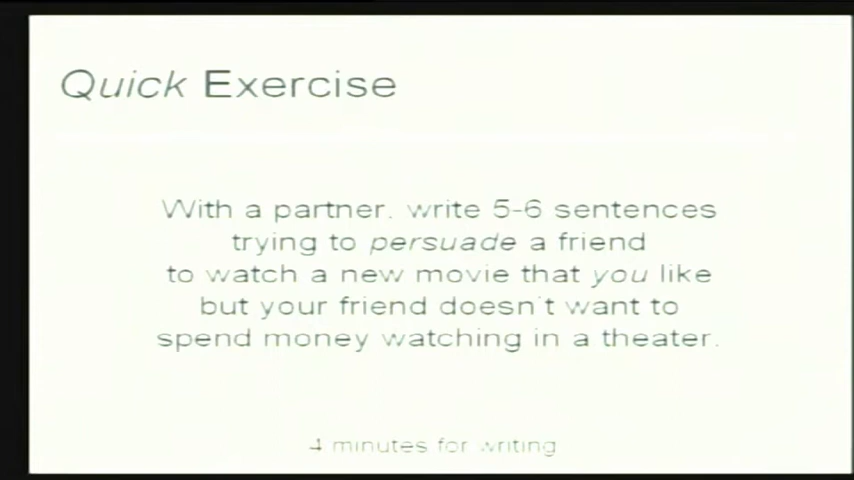 Quick Exercise
With a partner, write 5-6 sentences
trying to persuade a friend
to watch a new movie that you like
but your friend doesn't want to
spend money watching in a theater.
4 minutes for writing